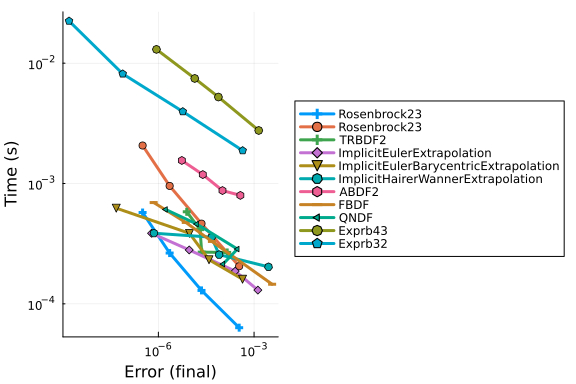 10⁻²
10⁻³
10⁻⁴
Time (s)
10⁻⁶
10⁻³
Error (final)
Rosenbrock23
Rosenbrock23
TRBDF2
ImplicitEulerExtrapolation
ImplicitEulerBarycentricExtrapolation
ImplicitHairerWannerExtrapolation
ABDF2
FBDF
QNDF
Exprb43
Exprb32